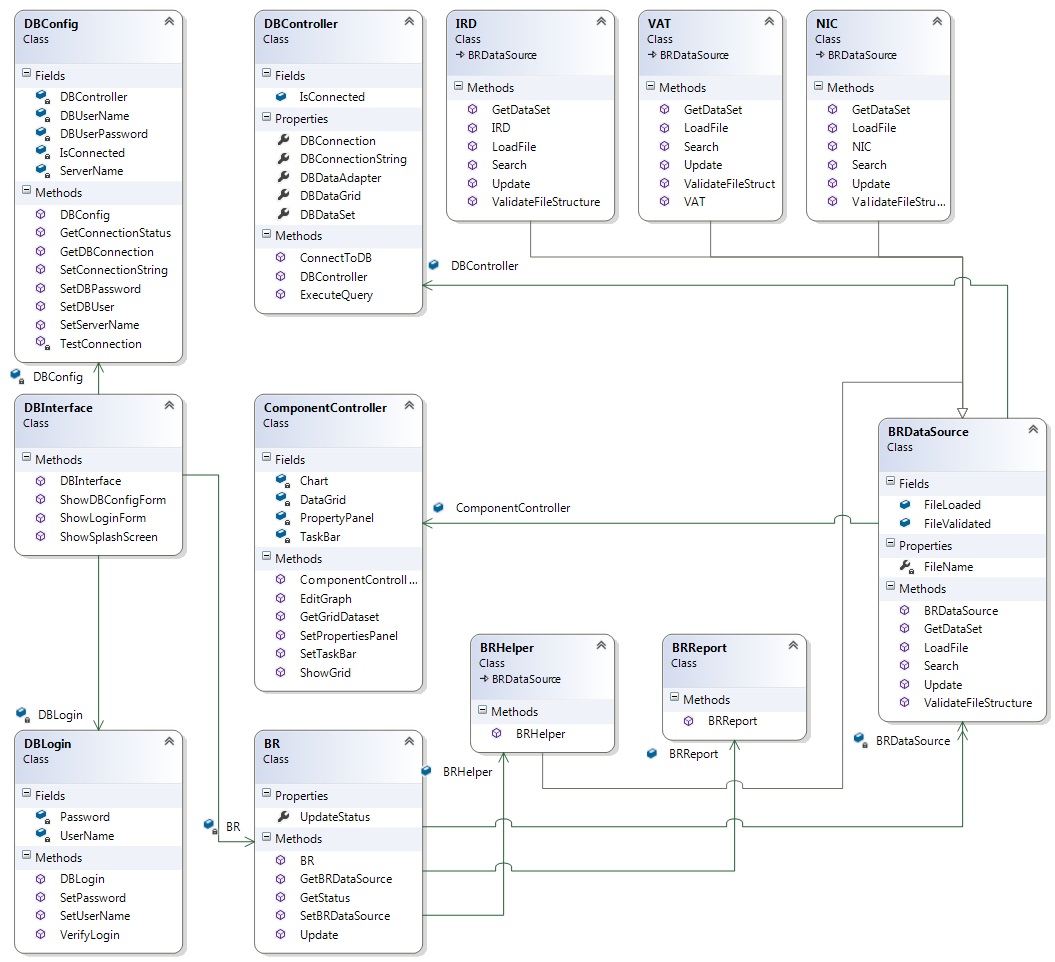 DBConfig
Class
Fields
DBController
DBUserName
DBUserPassword
IsConnected
ServerName
Methods
DBConfig
GetConnectionStatus
GetDBConnection
SetConnectionString
SetDBPassword
SetDBUser
SetServerName
TestConnection
DBController
Class
Fields
IsConnected
Properties
DBConnection
DBConnectionString
DBDataAdapter
DBDataGrid
DBDataSet
Methods
ConnectToDB
DBController
ExecuteQuery
IRD
Class
BRDataSource
Methods
GetDataSet
IRD
LoadFile
Search
Update
ValidateFileStructure
VAT
Class
BRDataSource
Methods
GetDataSet
LoadFile
Search
Update
ValidateFileStruct
VAT
NIC
Class
BRDataSource
Methods
GetDataSet
LoadFile
NIC
Search
Update
ValidateFileStru...
DBController
DBConfig
DBInterface
Class
Methods
DBInterface
ShowDBConfigForm
ShowLoginForm
ShowSplashScreen
ComponentController
Class
Fields
Chart
DataGrid
PropertyPanel
TaskBar
Methods
ComponentControll...
EditGraph
GetGridDataset
SetPropertiesPanel
SetTaskBar
ShowGrid
ComponentController
BRDataSource
Class
Fields
FileLoaded
FileValidated
Properties
FileName
Methods
BRDataSource
GetDataSet
LoadFile
Search
Update
ValidateFileStructure
BRHelper
Class
BRDataSource
Methods
BRHelper
BRReport
Class
Methods
BRReport
DBLogin
BRDataSource
BRReport
BRHelper
DBLogin
Class
Fields
Password
UserName
Methods
DBLogin
SetPassword
SetUserName
VerifyLogin
BR
BR
Class
Properties
UpdateStatus
Methods
BR
GetBRDataSource
GetStatus
SetBRDataSource
Update